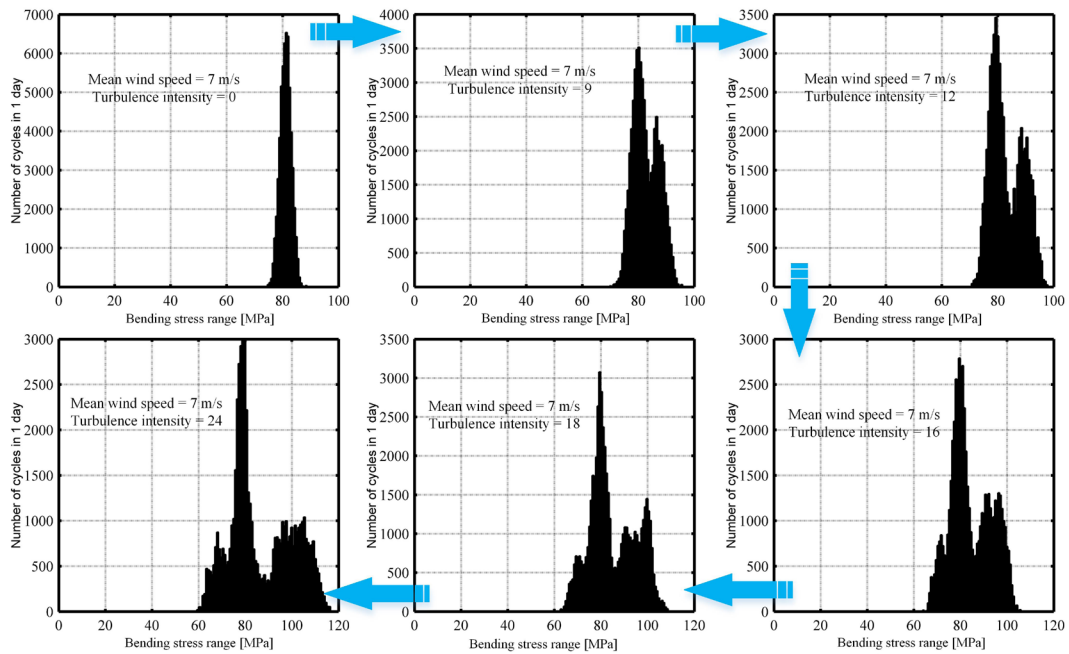 7000
6000
5000
4000
3000
2000
1000
0
Number of cycles in 1 day
Mean wind speed = 7 m/s
Turbulence intensity = 0
0 20 40 60 80 100
Bending stress range [MPa]
4000
3500
3000
2500
2000
1500
1000
500
0
Number of cycles in 1 day
Mean wind speed = 7 m/s
Turbulence intensity = 9
0 20 40 60 80 100
Bending stress range [MPa]
3500
3000
2500
2000
1500
1000
500
0
Number of cycles in 1 day
Mean wind speed = 7 m/s
Turbulence intensity = 12
0 20 40 60 80 100
Bending stress range [MPa]
3000
2500
2000
1500
1000
500
0
Number of cycles in 1 day
Mean wind speed = 7 m/s
Turbulence intensity = 24
0 20 40 60 80 100 120
Bending stress range [MPa]
3500
3000
2500
2000
1500
1000
500
0
Number of cycles in 1 day
Mean wind speed = 7 m/s
Turbulence intensity = 18
0 20 40 60 80 100 120
Bending stress range [MPa]
3000
2500
2000
1500
1000
500
0
Number of cycles in 1 day
Mean wind speed = 7 m/s
Turbulence intensity = 16
0 20 40 60 80 100 120
Bending stress range [MPa]